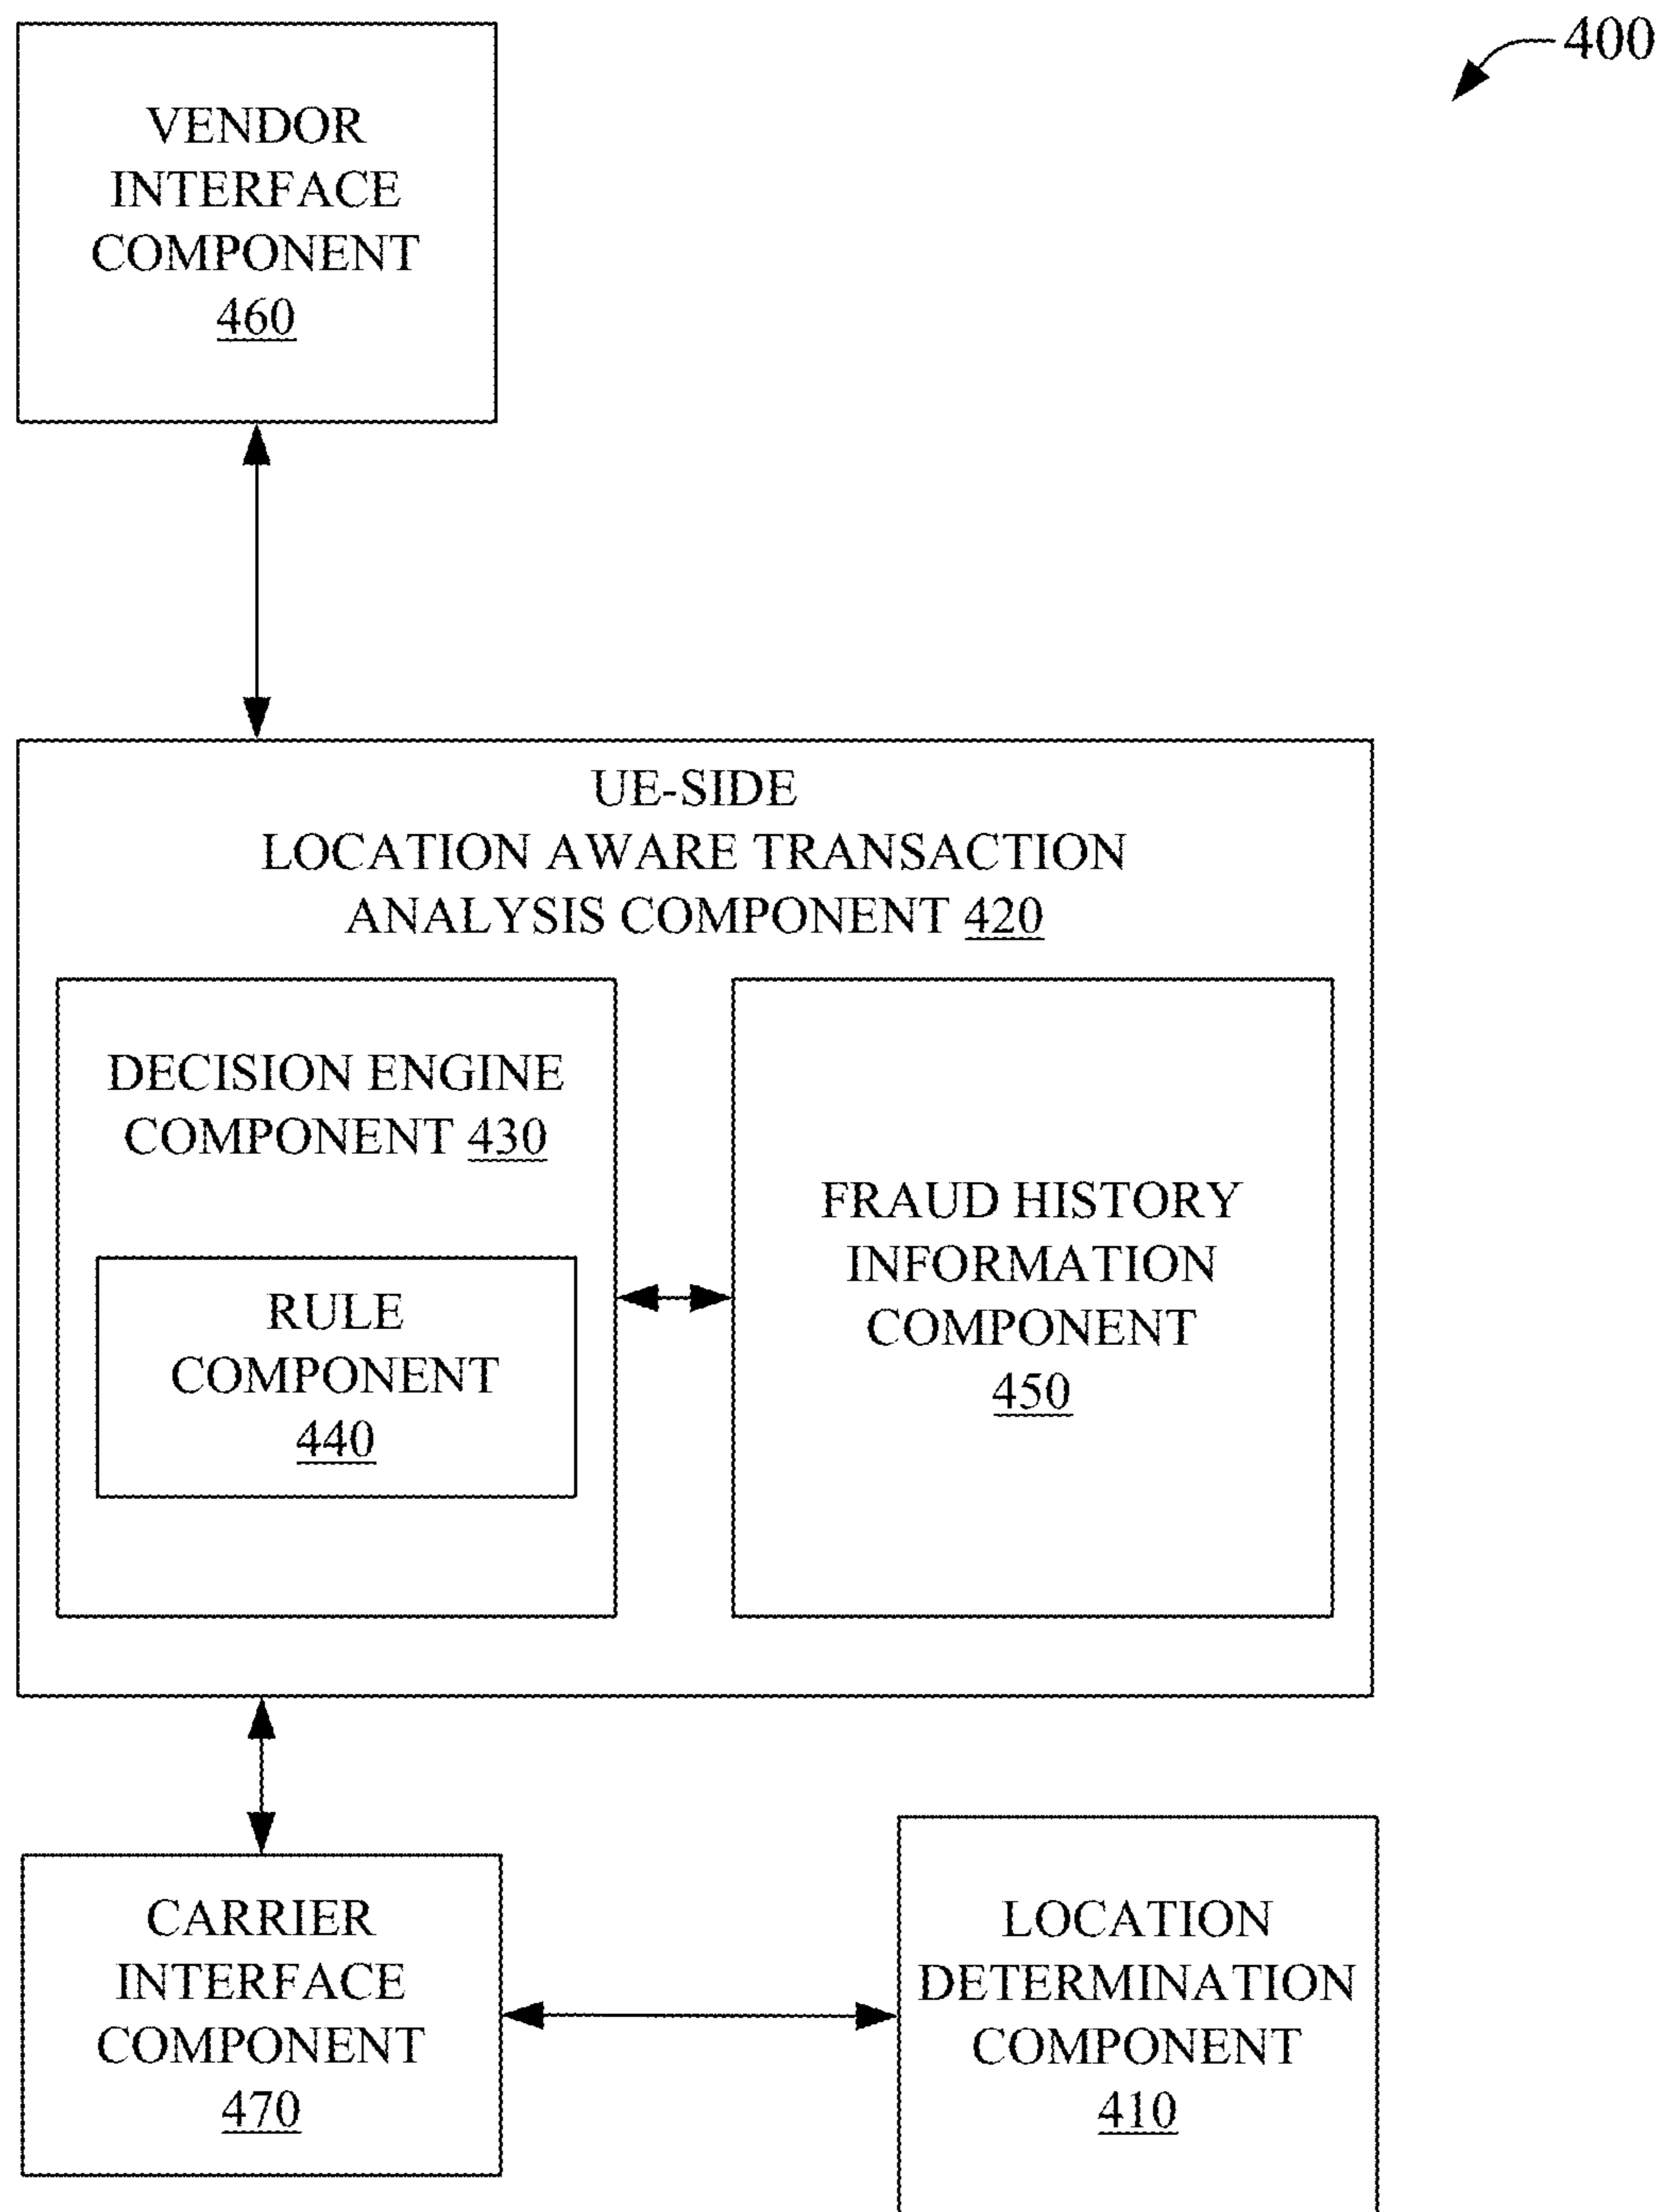 400
VENDOR
INTERFACE
COMPONENT
460
UE-SIDE
LOCATION AWARE TRANSACTION
ANALYSIS COMPONENT 420
DECISION ENGINE
COMPONENT 430
RULE
COMPONENT
440
FRAUD HISTORY
INFORMATION
COMPONENT
450
CARRIER
INTERFACE
COMPONENT
470
LOCATION
DETERMINATION
COMPONENT
410